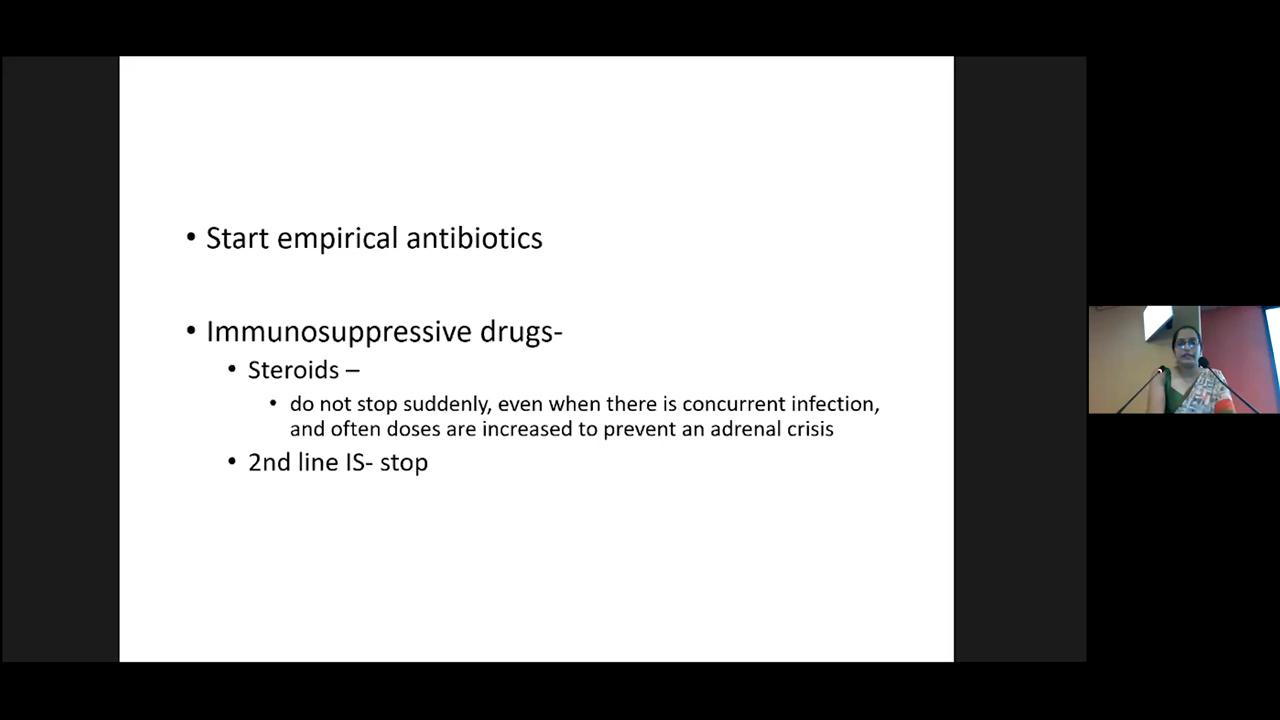 • Start empirical antibiotics
• Immunosuppressive drugs-
• Steroids –
• do not stop suddenly, even when there is concurrent infection,
and often doses are increased to prevent an adrenal crisis
• 2nd line IS- stop